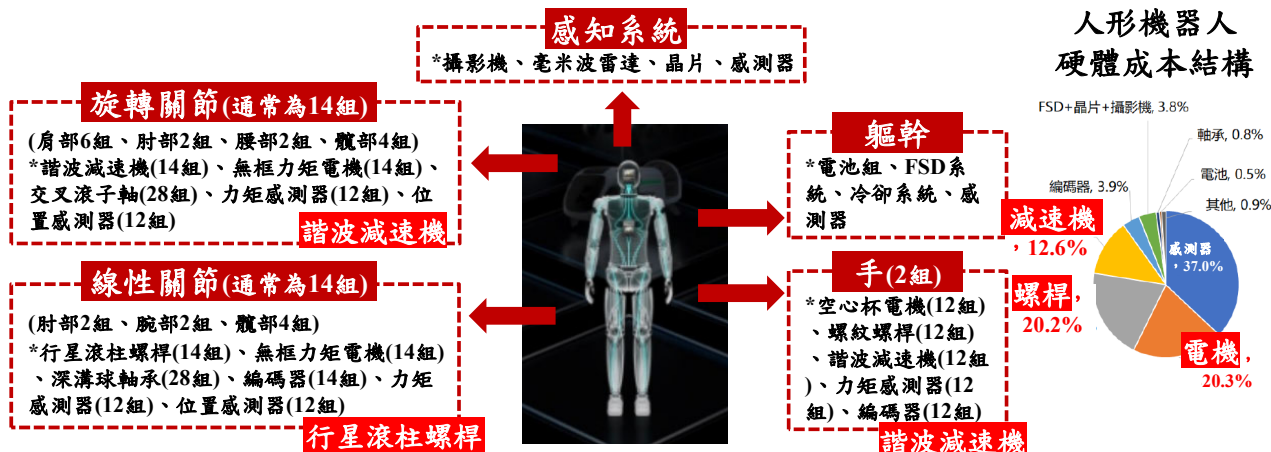 感知系統
*攝影機、毫米波雷達、晶片、感測器
旋轉關節(通常為14組)
(肩部6組、肘部2組、腰部2組、髖部4組)
*諧波減速機(14組)、無框力矩電機(14組)、
交叉滾子軸(28組)、力矩感測器(12組)、位
置感測器(12組)
諧波減速機
線性關節(通常為14組)
(肘部2組、腕部2組、髖部4組)
*行星滾柱螺桿(14組)、無框力矩電機(14組)
、深溝球軸承(28組)、編碼器(14組)、力矩
感測器(12組)、位置感測器(12組)
行星滾柱螺桿
軀幹
*電池組、FSD系
統、冷卻系統、感
測器
手(2組)
*空心杯電機(12組)
、螺紋螺桿(12組)
、諧波減速機(12組
)、力矩感測器(12
組)、編碼器(12組)
諧波減速機
人形機器人
硬體成本結構
FSD+晶片+攝影機, 3.8%
軸承, 0.8%
電池, 0.5%
其他, 0.9%
編碼器, 3.9%
減速機
, 12.6%
感測器
, 37.0%
螺桿,
20.2%
電機,
20.3%